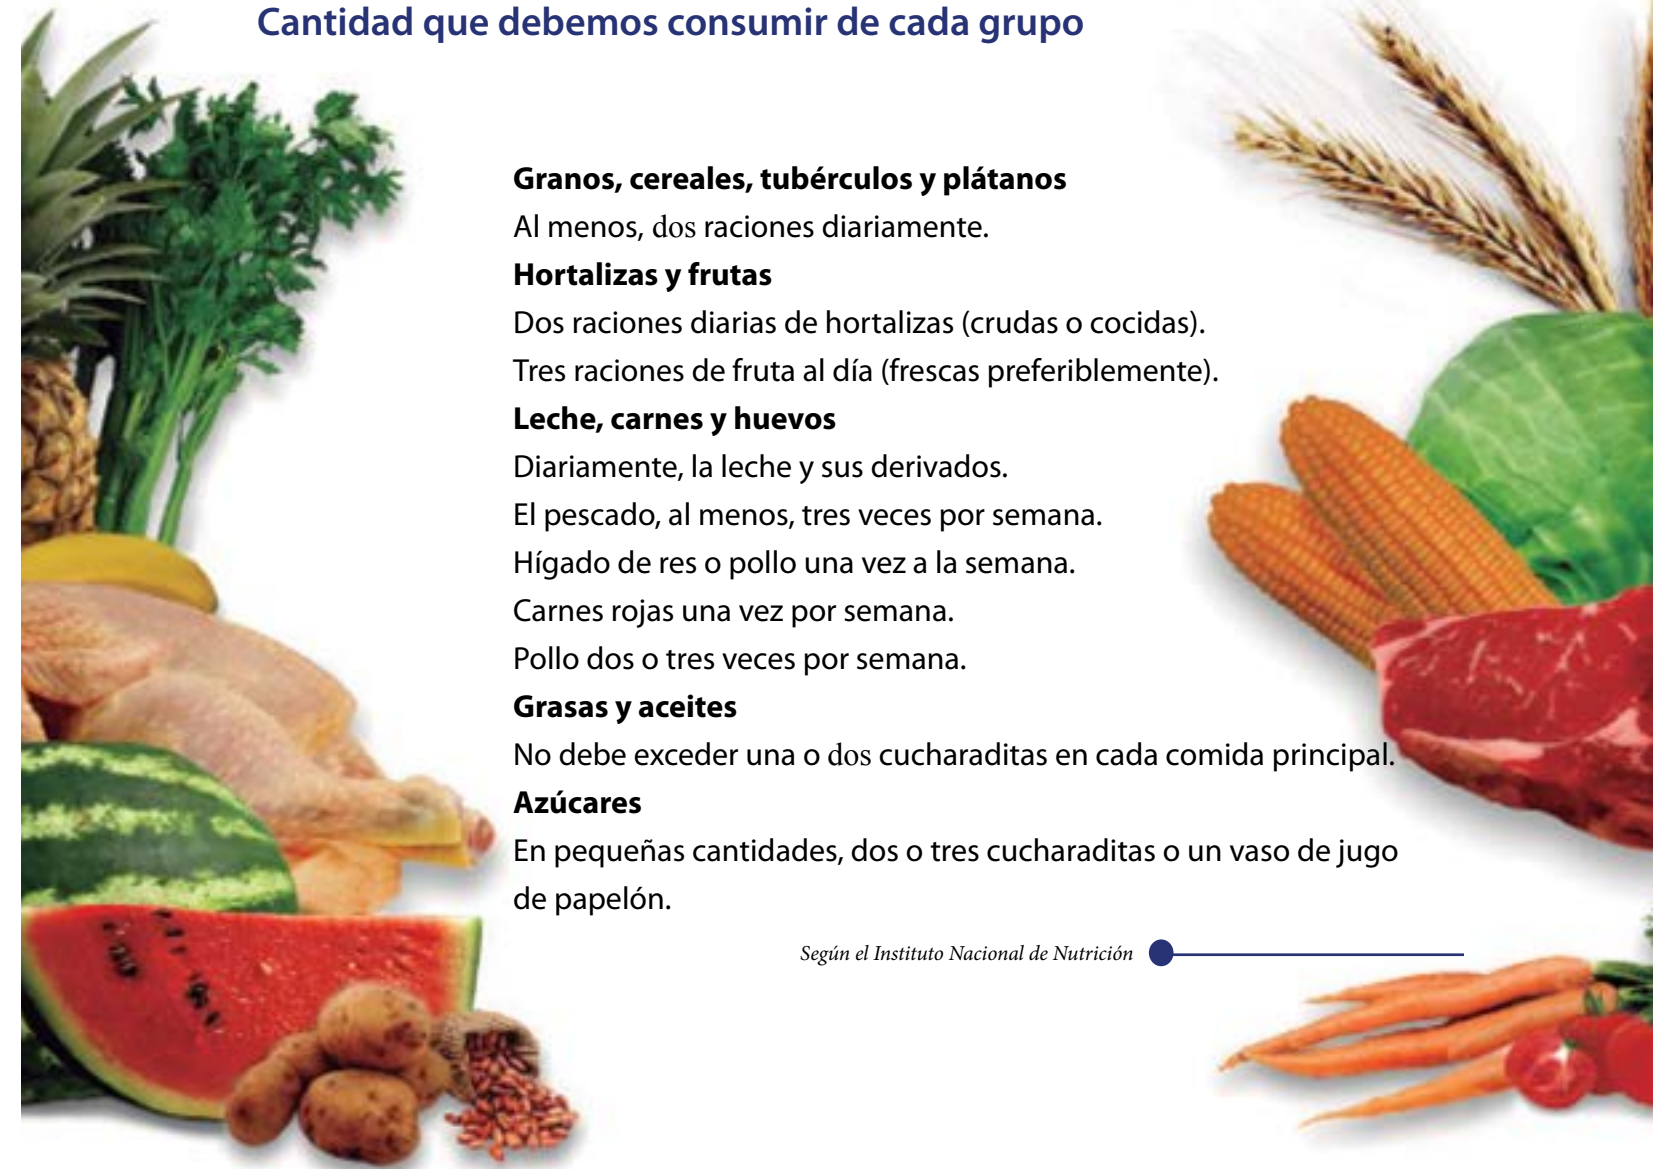 Cantidad que debemos consumir de cada grupo
Granos, cereales, tubérculos y plátanos
Al menos, dos raciones diariamente.
Hortalizas y frutas
Dos raciones diarias de hortalizas (crudas o cocidas).
Tres raciones de fruta al día (frescas preferiblemente).
Leche, carnes y huevos
Diariamente, la leche y sus derivados.
El pescado, al menos, tres veces por semana.
Hígado de res o pollo una vez a la semana.
Carnes rojas una vez por semana.
Pollo dos o tres veces por semana.
Grasas y aceites
No debe exceder una o dos cucharaditas en cada comida principal.
Azúcares
En pequeñas cantidades, dos o tres cucharaditas o un vaso de jugo
de papelón.
Según el Instituto Nacional de Nutrición